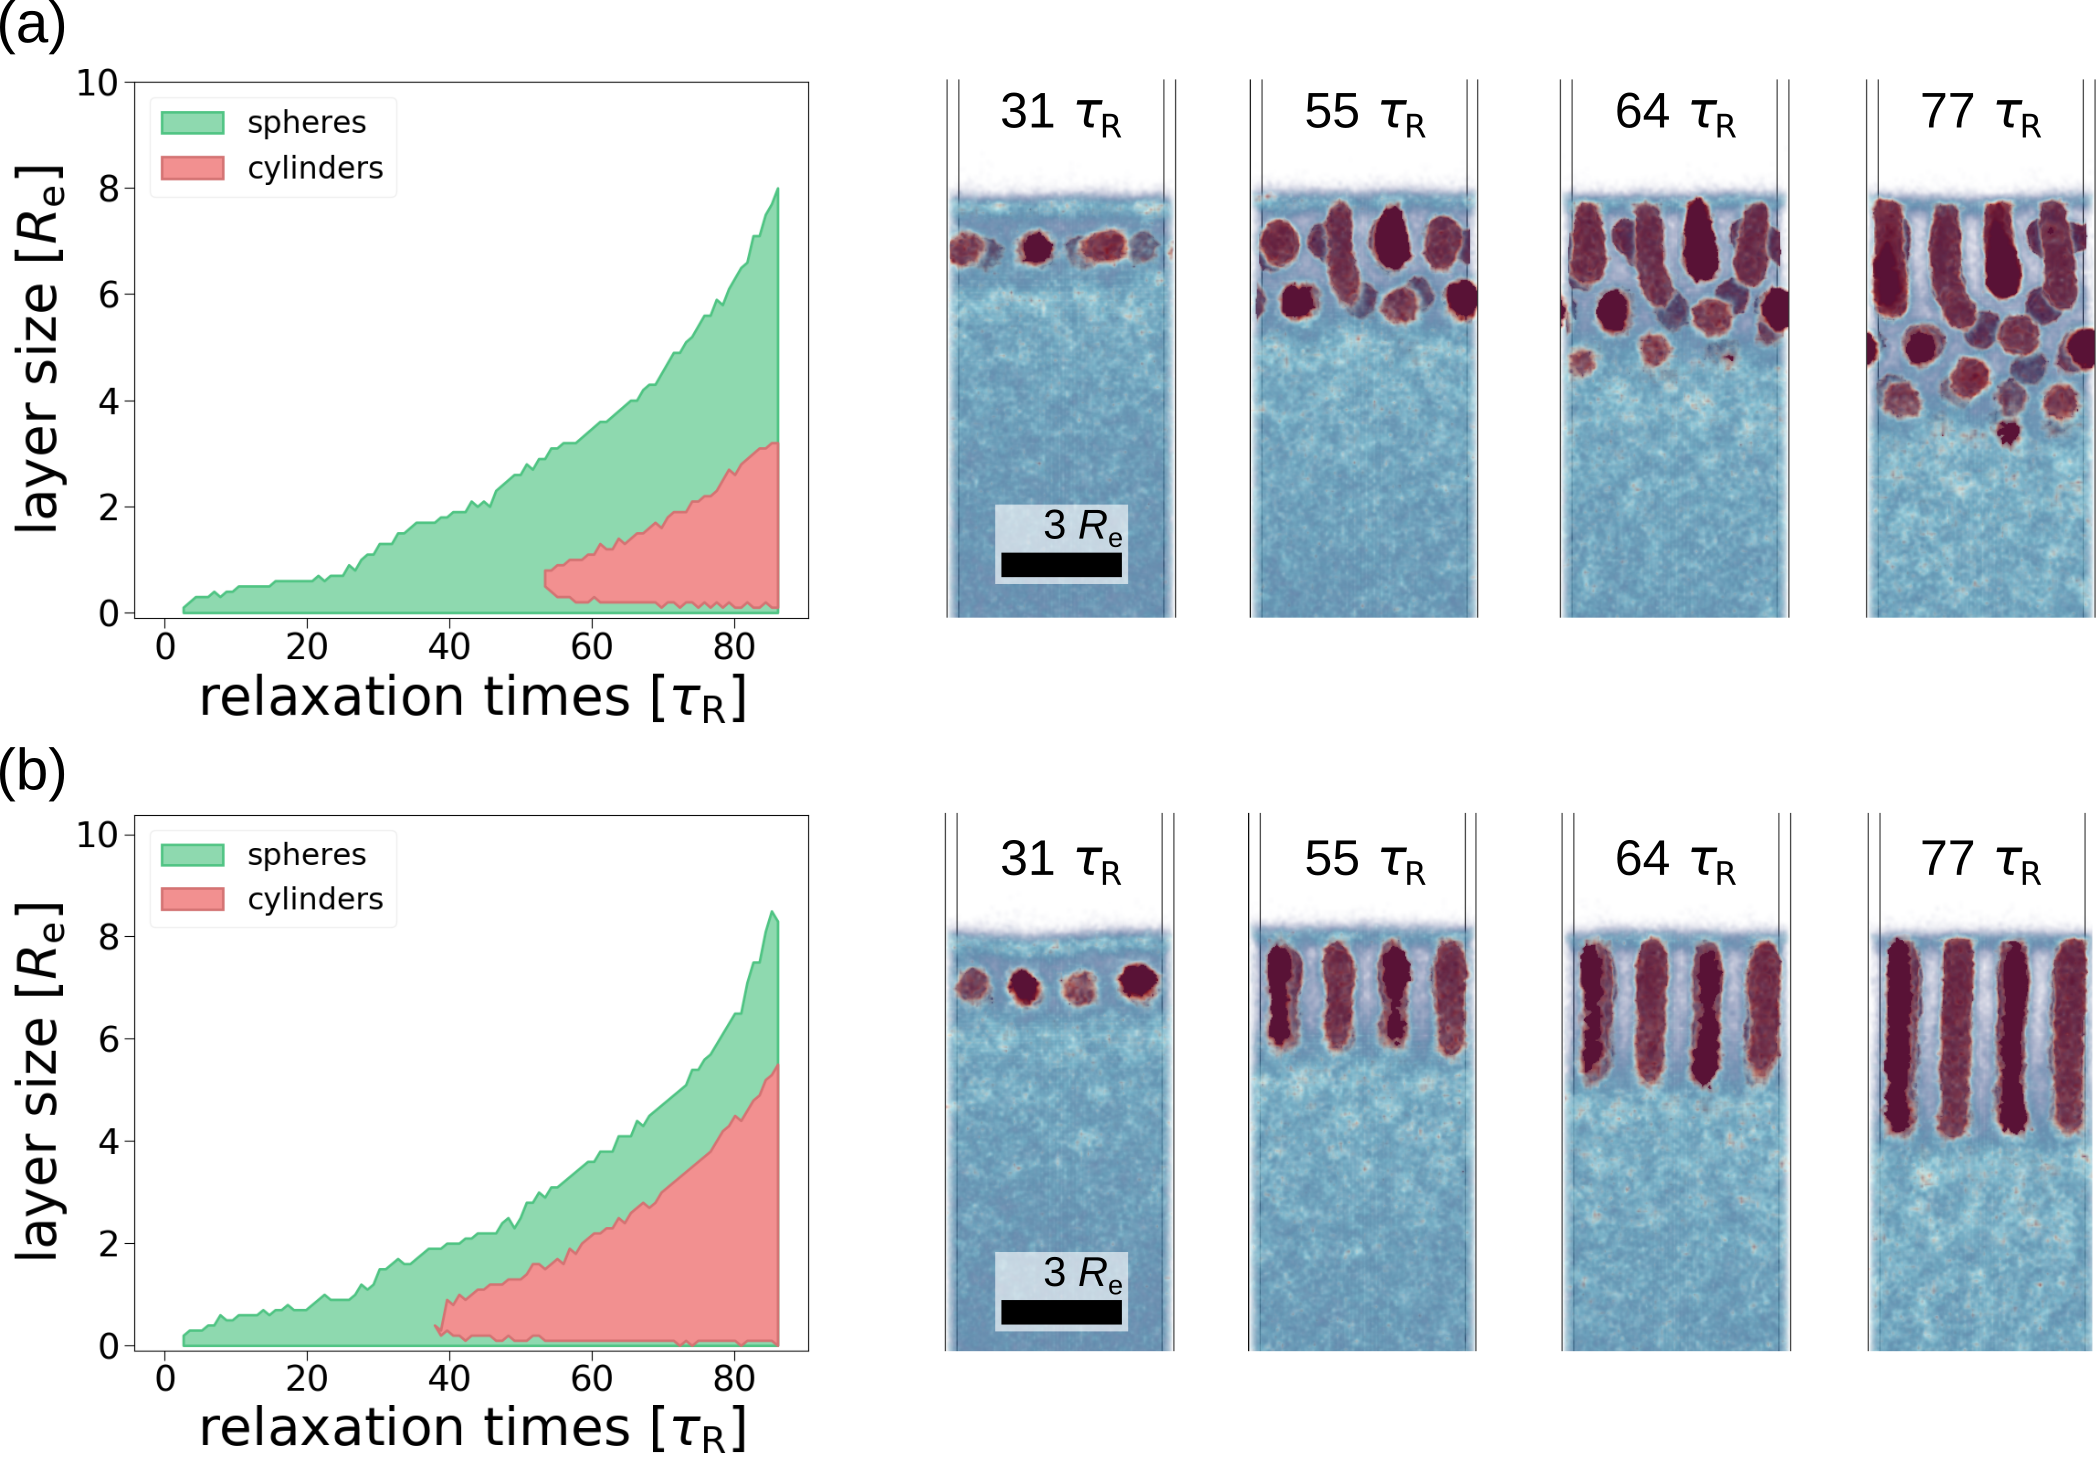 (a)
10
8
6
4
2
0
layer size [Re]
spheres
cylinders
0 20 40 60 80
relaxation times [τR]
31 τR
55 τR
64 τR
77 τR
3 Re
(b)
10
8
6
4
2
0
layer size [Re]
spheres
cylinders
0 20 40 60 80
relaxation times [τR]
31 τR
55 τR
64 τR
77 τR
3 Re